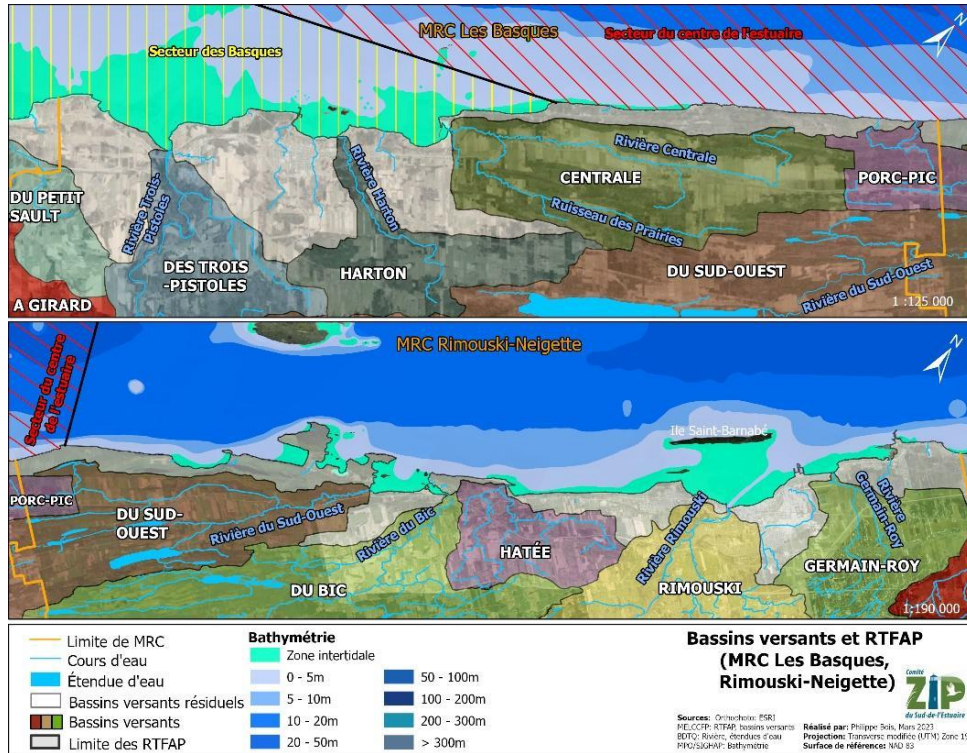 MRC Les Basques
Secteur des Basques
Secteur du centre de l'estuaire
Rivière Centrale
CENTRALE
PORC-PIC
Rivière Trois-
Pistoles
Rivière Harton
Ruisseau des Prairies
DU PETIT
SAULT
DES TROIS
-PISTOLES
HARTON
DU SUD-OUEST
Rivière du Sud-Ouest
A GIRARD
1 :125 000
N
MRC Rimouski-Neigette
Secteur du centre
de l'estuaire
Ile Saint-Barnabé
N
PORC-PIC
DU SUD-
OUEST
Rivière du Sud-Ouest
Rivière du Bic
HATÉE
Rivière Rimouski
Rivière
Germain-Roy
DU BIC
RIMOUSKI
GERMAIN-ROY
1:190 000
Limite de MRC
Cours d'eau
Étendue d'eau
Bassins versants résiduels
Bassins versants
Limite des RTFAP
Bathymétrie
Zone intertidale
0 - 5m
5 - 10m
10 - 20m
20 - 50m
50 - 100m
100 - 200m
200 - 300m
> 300m
Bassins versants et RTFAP
(MRC Les Basques,
Rimouski-Neigette)
Comité
ZIP
du Sud-de-l'Estuaire
Sources: Orthophoto: ESRI
MELCCFP: RTFAP, bassins versants
BDTQ: Rivière, étendues d'eau
MPO/SIGHAP: Bathymétrie
Réalisé par: Philippe Bois, Mars 2023
Projection: Transverse modifiée (UTM) Zone 19
Surface de référence: NAD 83